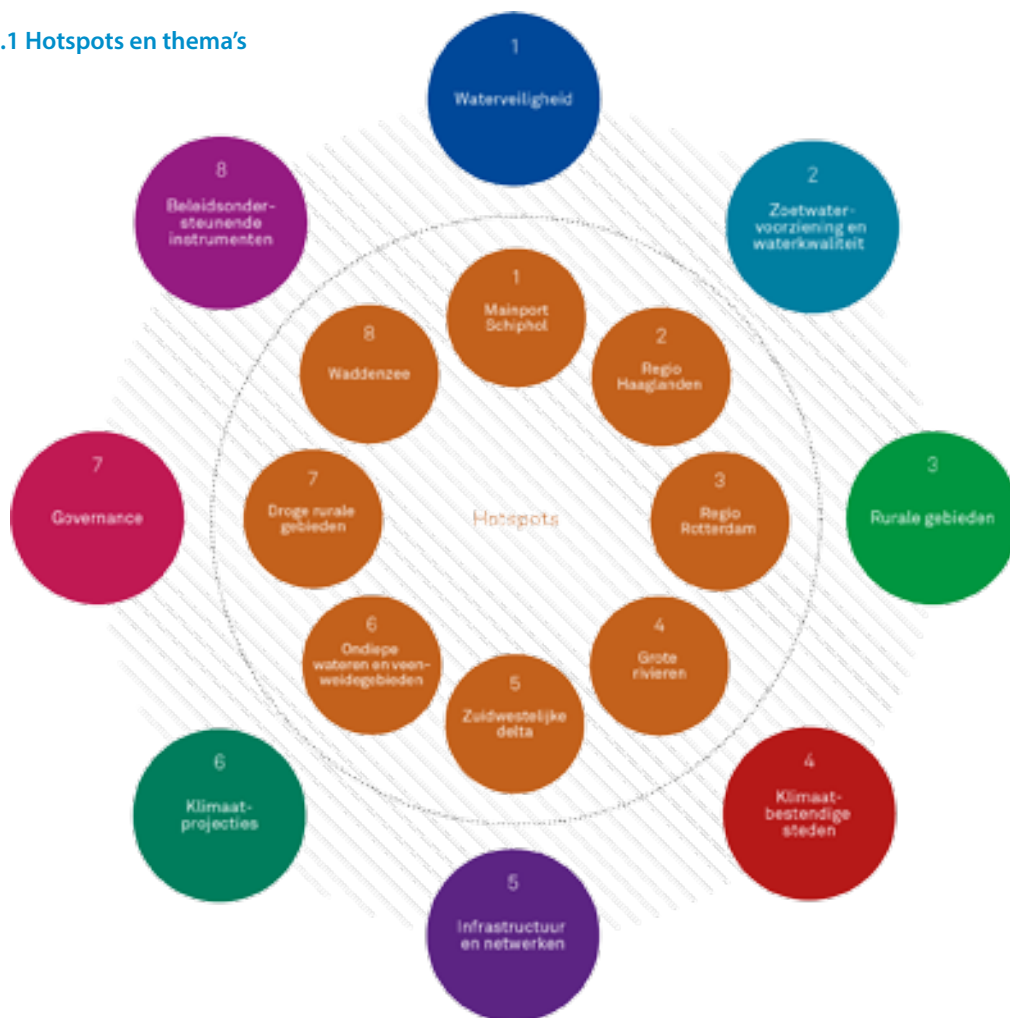 .1 Hotspots en thema's
1
Waterveiligheid
2
Zoetwater-
voorziening en
waterkwaliteit
3
Rurale gebieden
4
Klimaat-
bestendige
steden
5
Infrastructuur
en netwerken
6
Klimaat-
projecties
7
Governance
8
Beleidsonder-
steunende
instrumenten
Hotspots
1
Mainport
Schiphol
2
Regio
Haaglanden
3
Regio
Rotterdam
4
Grote
rivieren
5
Zuidwestelijke
delta
6
Ondiepe
wateren en veen-
weidegebieden
7
Droge rurale
gebieden
8
Waddenzee